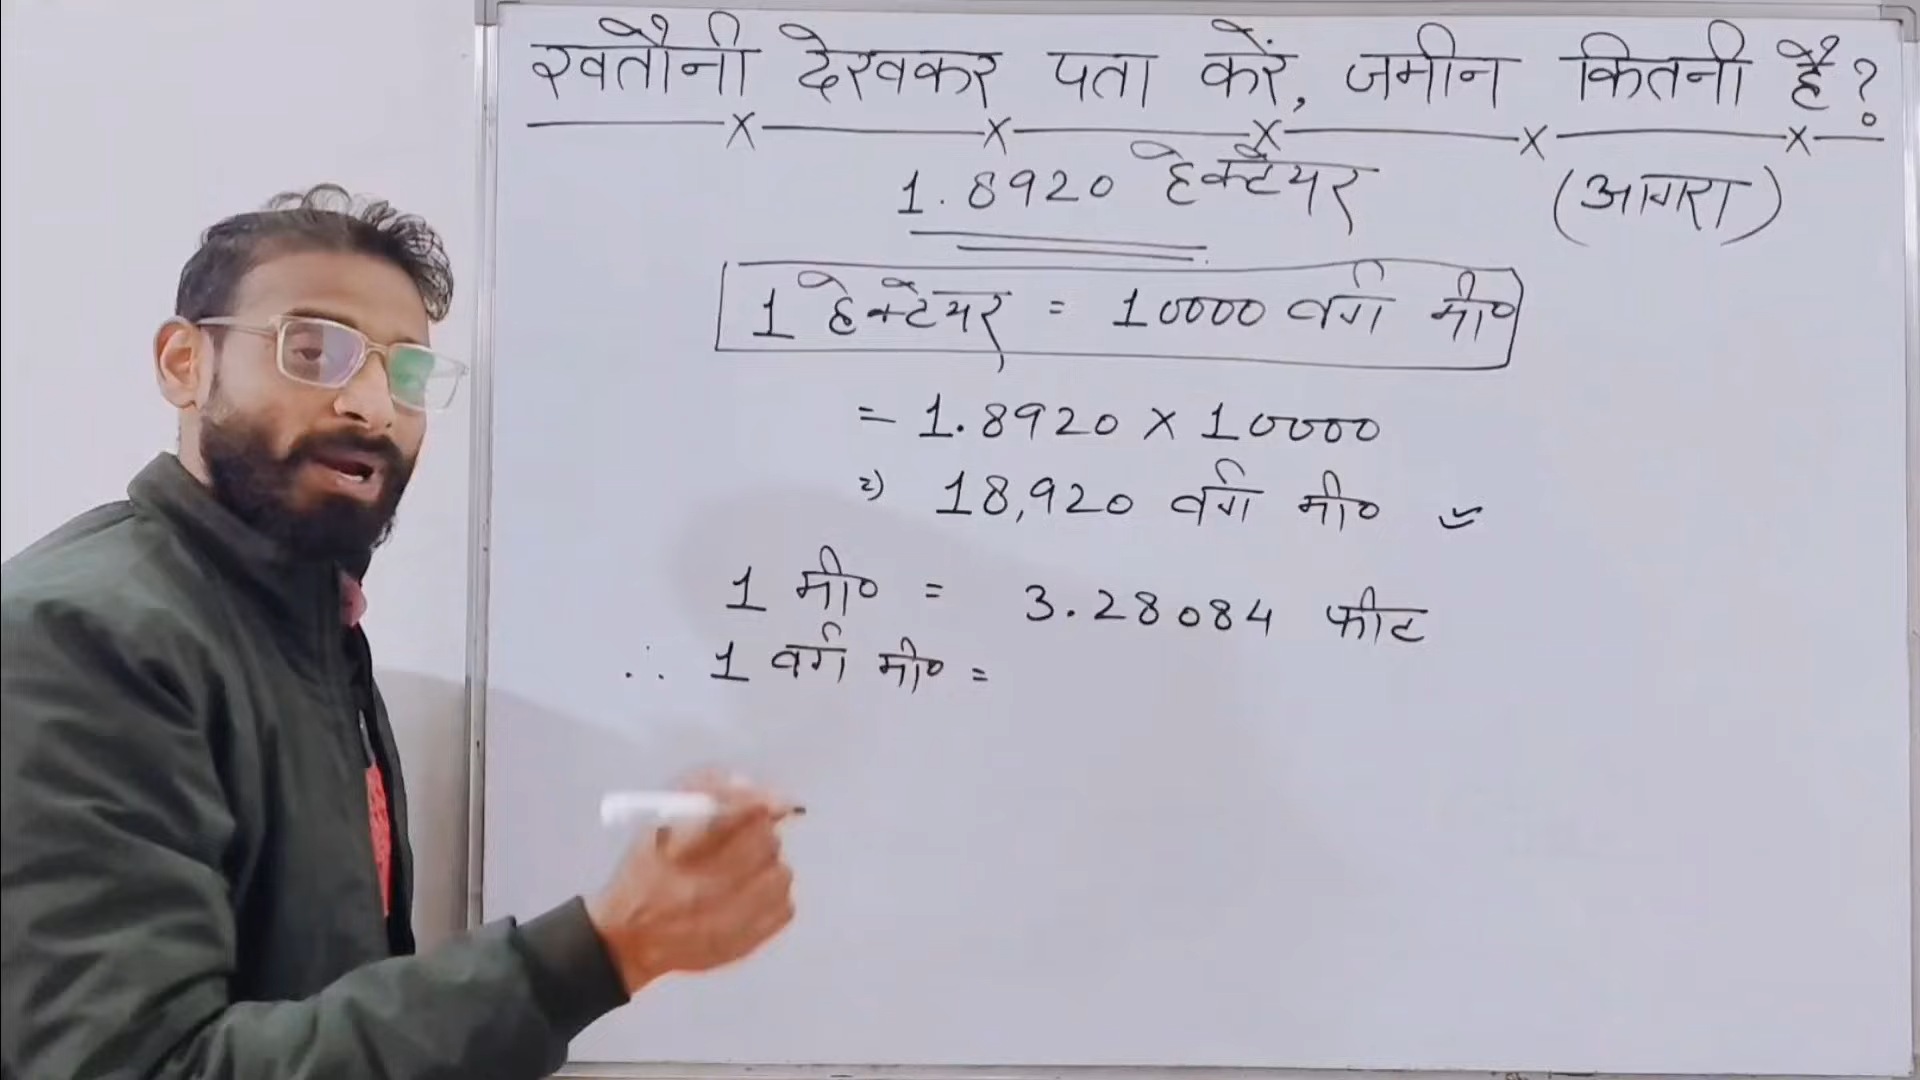 खतौनी देखकर पता करें, जमीन कितनी है?
1.8920 हेक्टेयर (आगरा)
1 हेक्टेयर = 10000 वर्ग मी०
= 1.8920 × 10000
=) 18,920 वर्ग मी०
1 मी० = 3.28084 फीट
∴ 1 वर्ग मी० =